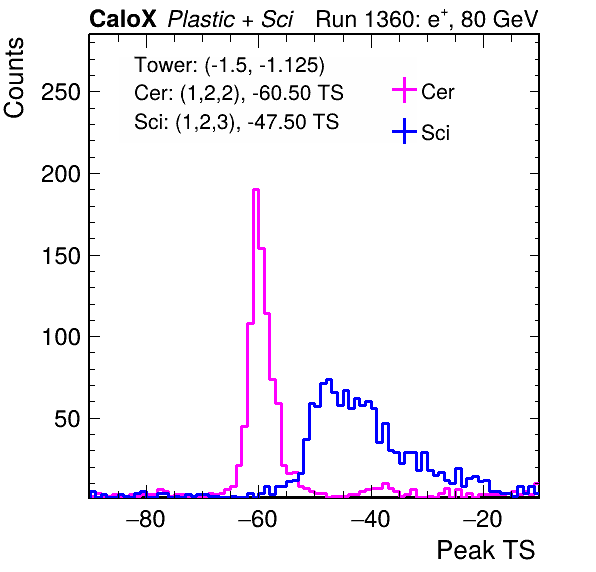 CaloX Plastic + Sci Run 1360: e+, 80 GeV
Tower: (-1.5, -1.125)
Cer: (1,2,2), -60.50 TS
Sci: (1,2,3), -47.50 TS
Cer
Sci
Counts
250
200
150
100
50
−80 −60 −40 −20
Peak TS